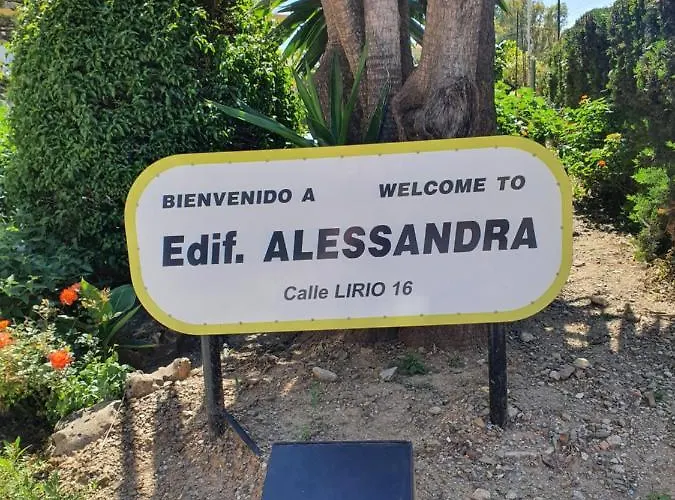 BIENVENIDO A WELCOME TO
Edif. ALESSANDRA
Calle LIRIO 16